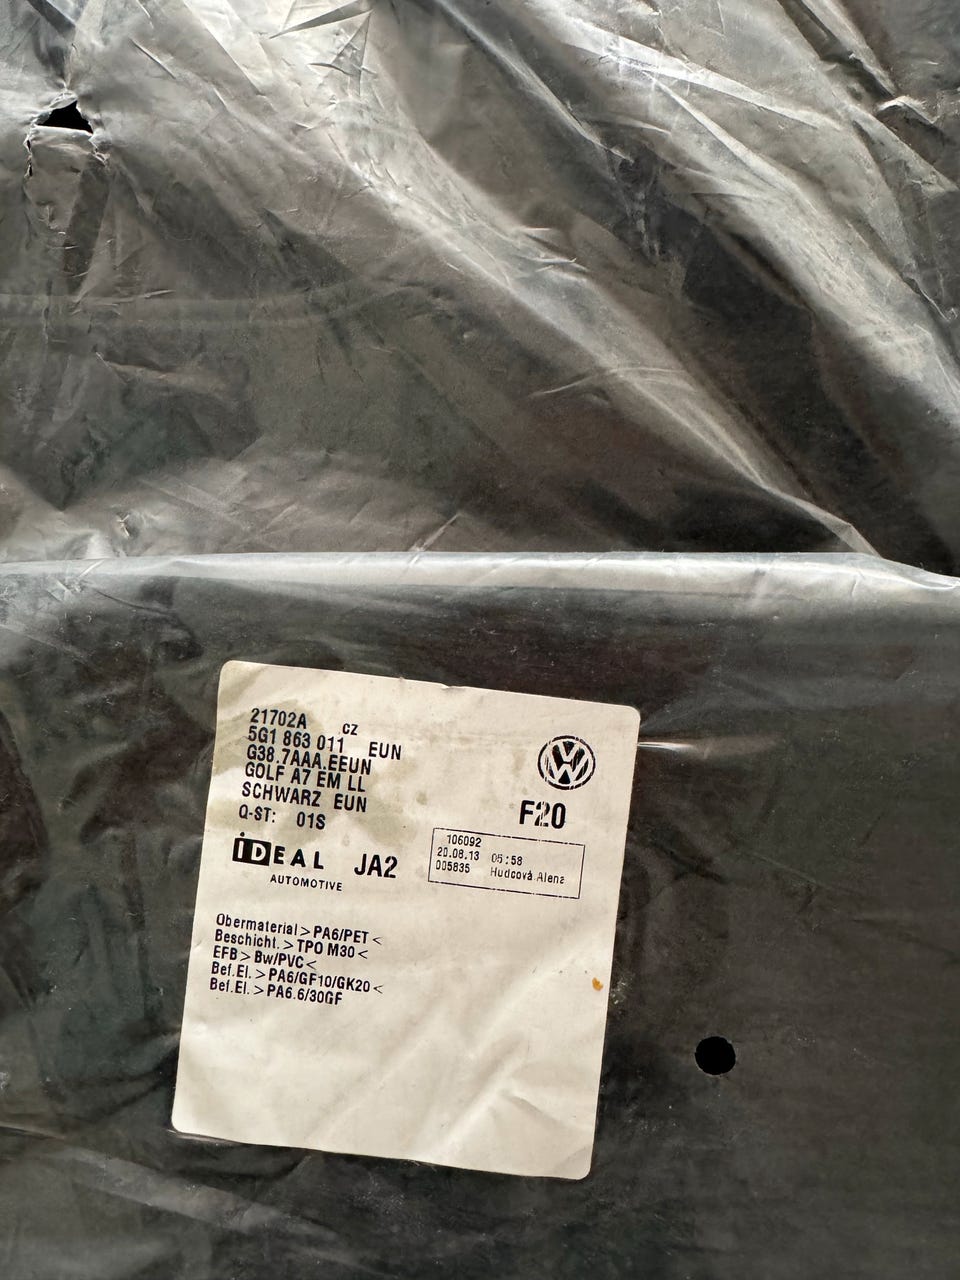 21702A CZ
5G1 863 011 EUN
G38.7AAA.EEUN
GOLF A7 EM LL
SCHWARZ EUN
Q-ST: 01S
F20
iDEAL JA2
AUTOMOTIVE
106092
20.08.13 05:58
005835 Hudcová Alena
Obermaterial>PA6/PET<
Beschicht.>TPO M30<
EFB>Bw/PVC<
Bef.El.>PA6/GF10/GK20<
Bef.El.>PA6.6/30GF